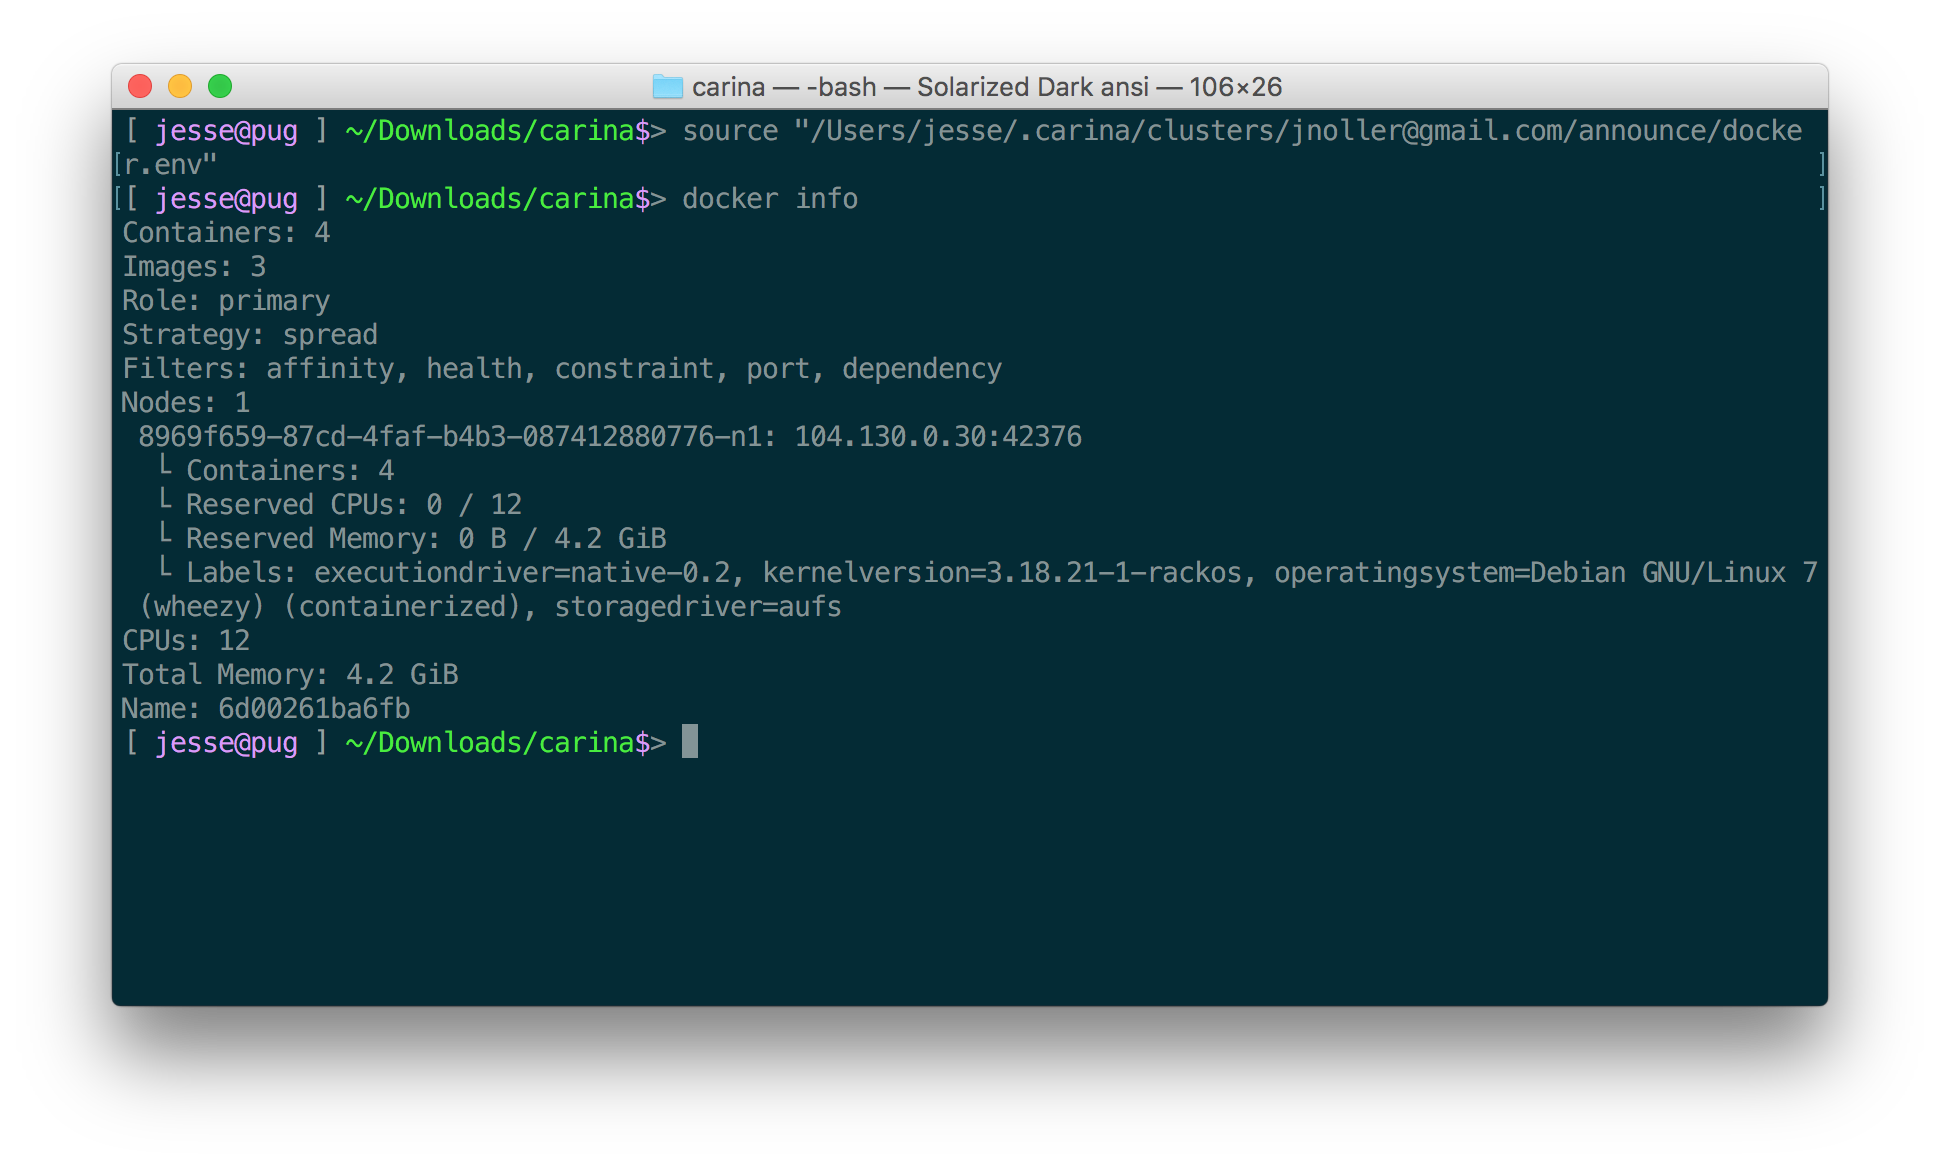 carina — -bash — Solarized Dark ansi — 106×26
[ jesse@pug ] ~/Downloads/carina$> source "/Users/jesse/.carina/clusters/jnoller@gmail.com/announce/docke
[r.env" ]
[[ jesse@pug ] ~/Downloads/carina$> docker info ]
Containers: 4
Images: 3
Role: primary
Strategy: spread
Filters: affinity, health, constraint, port, dependency
Nodes: 1
 8969f659-87cd-4faf-b4b3-087412880776-n1: 104.130.0.30:42376
  └ Containers: 4
  └ Reserved CPUs: 0 / 12
  └ Reserved Memory: 0 B / 4.2 GiB
  └ Labels: executiondriver=native-0.2, kernelversion=3.18.21-1-rackos, operatingsystem=Debian GNU/Linux 7
 (wheezy) (containerized), storagedriver=aufs
CPUs: 12
Total Memory: 4.2 GiB
Name: 6d00261ba6fb
[ jesse@pug ] ~/Downloads/carina$>